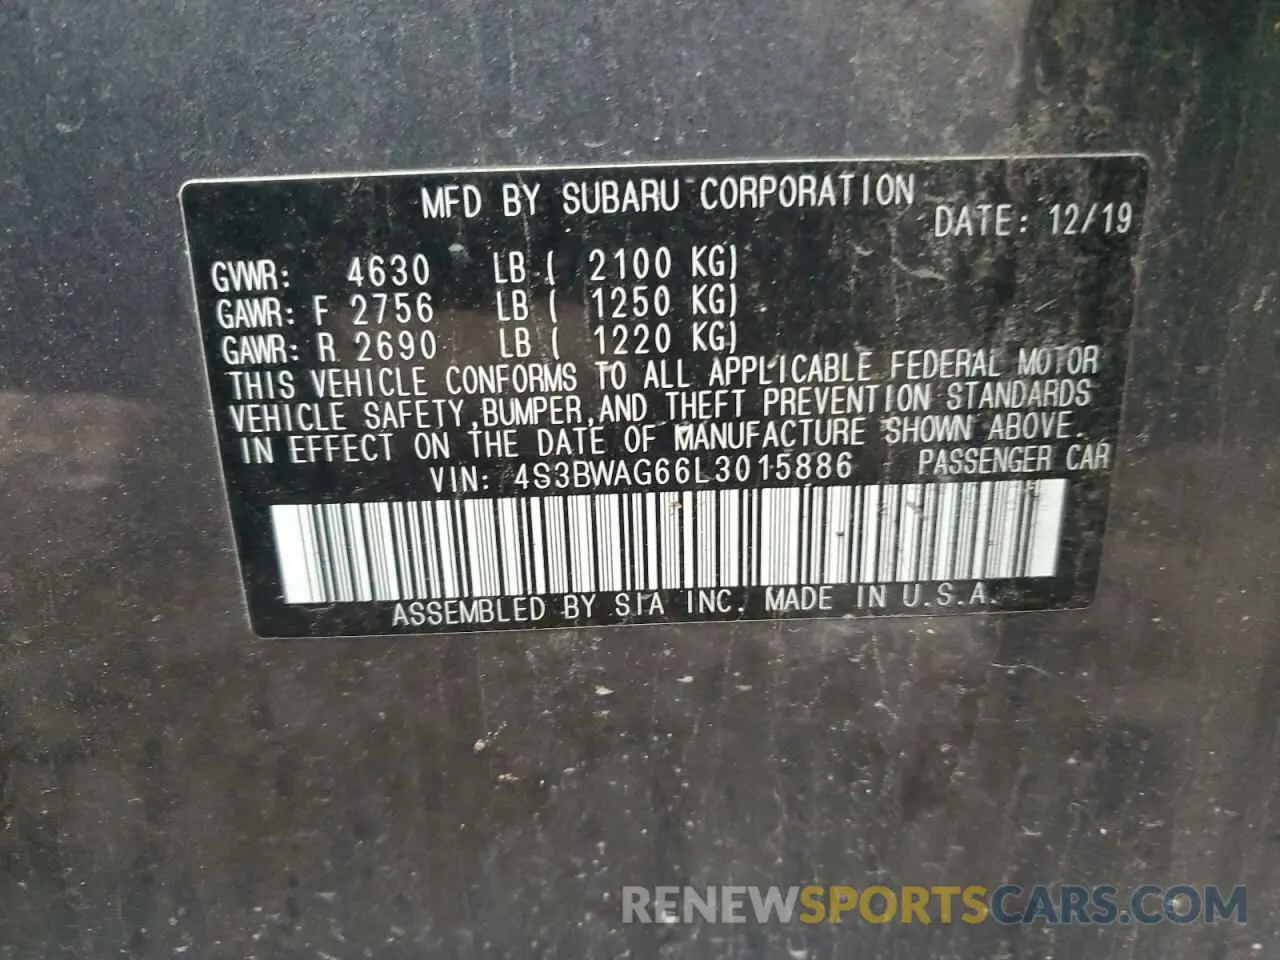 MFD BY SUBARU CORPORATION
DATE: 12/19
GVWR: 4630 LB ( 2100 KG)
GAWR: F 2756 LB ( 1250 KG)
GAWR: R 2690 LB ( 1220 KG)
THIS VEHICLE CONFORMS TO ALL APPLICABLE FEDERAL MOTOR
VEHICLE SAFETY,BUMPER,AND THEFT PREVENTION STANDARDS
IN EFFECT ON THE DATE OF MANUFACTURE SHOWN ABOVE.
VIN: 4S3BWAG66L3015886 PASSENGER CAR
ASSEMBLED BY SIA INC. MADE IN U.S.A.
RENEWSPORTSCARS.COM